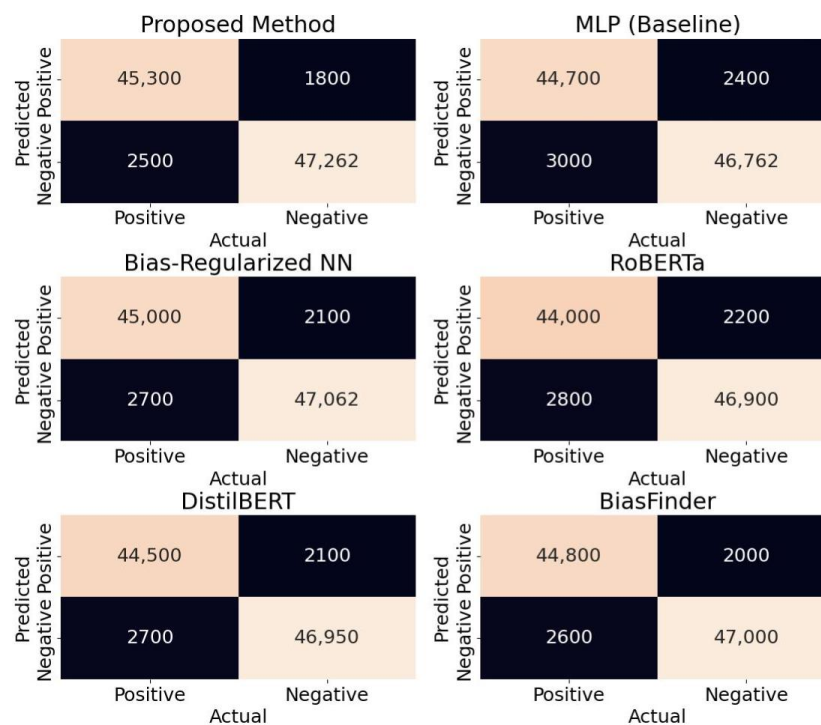 Proposed Method
Predicted
Negative Positive
45,300 1800
2500 47,262
Positive Negative
Actual
MLP (Baseline)
Predicted
Negative Positive
44,700 2400
3000 46,762
Positive Negative
Actual
Bias-Regularized NN
Predicted
Negative Positive
45,000 2100
2700 47,062
Positive Negative
Actual
RoBERTa
Predicted
Negative Positive
44,000 2200
2800 46,900
Positive Negative
Actual
DistilBERT
Predicted
Negative Positive
44,500 2100
2700 46,950
Positive Negative
Actual
BiasFinder
Predicted
Negative Positive
44,800 2000
2600 47,000
Positive Negative
Actual